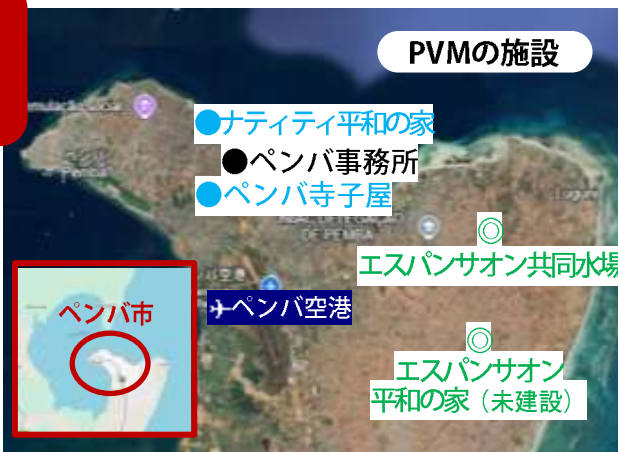 PVMの施設
●ナティティ平和の家
●ペンバ事務所
●ペンバ寺子屋
DE PEMBA
◎
エスパンサオン共同水場
ペンバ市
ペンバ空港
◎
エスパンサオン
平和の家（未建設）